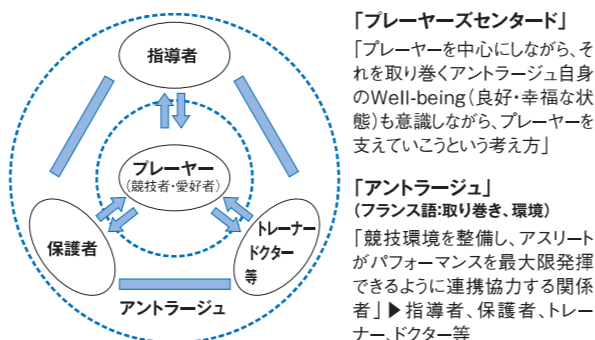 指導者
プレーヤー
(競技者・愛好者)
保護者
トレーナー
ドクター
等
アントラージュ
「プレーヤーズセンタード」
「プレーヤーを中心にしながら、そ
れを取り巻くアントラージュ自身
のWell-being(良好・幸福な状
態)も意識しながら、プレーヤーを
支えていこうという考え方」
「アントラージュ」
(フランス語:取り巻き、環境)
「競技環境を整備し、アスリート
がパフォーマンスを最大限発揮
できるように連携協力する関係
者」▶指導者、保護者、トレー
ナー、ドクター等